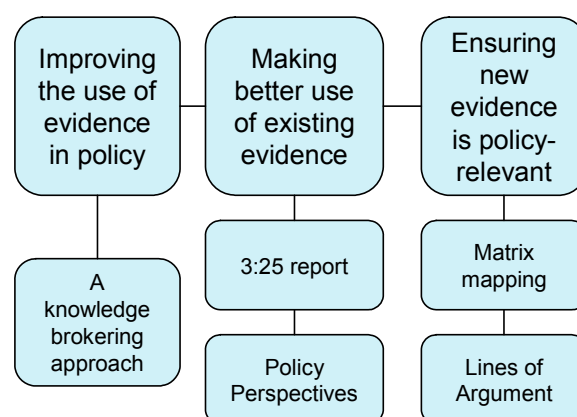 Improving
the use of
evidence
in policy
Making
better use
of existing
evidence
Ensuring
new
evidence
is policy-
relevant
A
knowledge
brokering
approach
3:25 report
Policy
Perspectives
Matrix
mapping
Lines of
Argument